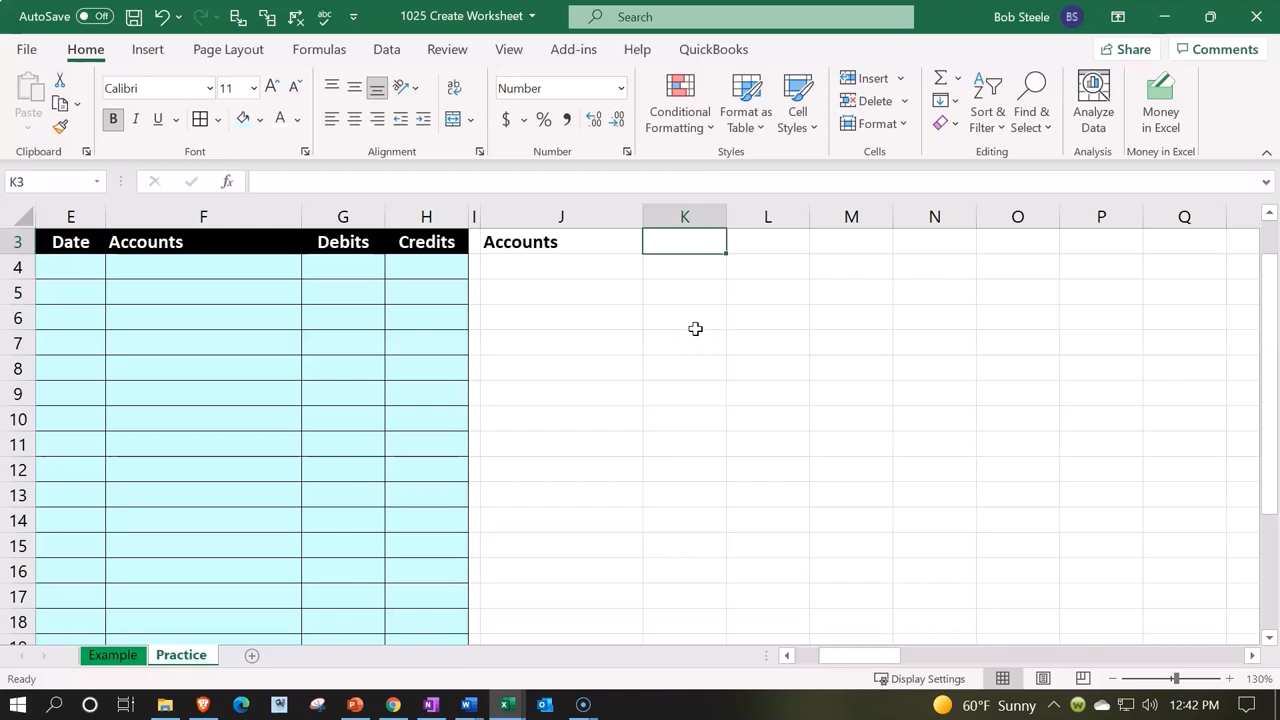 AutoSave Off 1025 Create Worksheet Search Bob Steele BS
File Home Insert Page Layout Formulas Data Review View Add-ins Help QuickBooks Share Comments
Paste
Calibri 11
B I U A
Number
$ % 9
Conditional Formatting
Format as Table
Cell Styles
Insert
Delete
Format
Sort & Filter
Find & Select
Analyze Data
Money in Excel
Clipboard Font Alignment Number Styles Cells Editing Analysis Money in Excel
K3 fx
E F G H I J K L M N O P Q
3 Date Accounts Debits Credits Accounts
4
5
6
7
8
9
10
11
12
13
14
15
16
17
18
Example Practice
Ready Display Settings 130%
60°F Sunny 12:42 PM